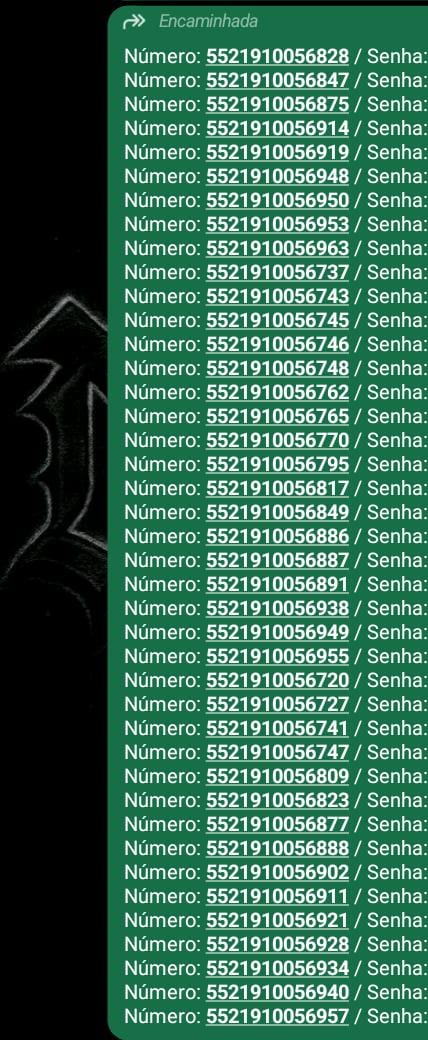 Encaminhada
Número: 5521910056828 / Senha:
Número: 5521910056847 / Senha:
Número: 5521910056875 / Senha:
Número: 5521910056914 / Senha:
Número: 5521910056919 / Senha:
Número: 5521910056948 / Senha:
Número: 5521910056950 / Senha:
Número: 5521910056953 / Senha:
Número: 5521910056963 / Senha:
Número: 5521910056737 / Senha:
Número: 5521910056743 / Senha:
Número: 5521910056745 / Senha:
Número: 5521910056746 / Senha:
Número: 5521910056748 / Senha:
Número: 5521910056762 / Senha:
Número: 5521910056765 / Senha:
Número: 5521910056770 / Senha:
Número: 5521910056795 / Senha:
Número: 5521910056817 / Senha:
Número: 5521910056849 / Senha:
Número: 5521910056886 / Senha:
Número: 5521910056887 / Senha:
Número: 5521910056891 / Senha:
Número: 5521910056938 / Senha:
Número: 5521910056949 / Senha:
Número: 5521910056955 / Senha:
Número: 5521910056720 / Senha:
Número: 5521910056727 / Senha:
Número: 5521910056741 / Senha:
Número: 5521910056747 / Senha:
Número: 5521910056809 / Senha:
Número: 5521910056823 / Senha:
Número: 5521910056877 / Senha:
Número: 5521910056888 / Senha:
Número: 5521910056902 / Senha:
Número: 5521910056911 / Senha:
Número: 5521910056921 / Senha:
Número: 5521910056928 / Senha:
Número: 5521910056934 / Senha:
Número: 5521910056940 / Senha:
Número: 5521910056957 / Senha: